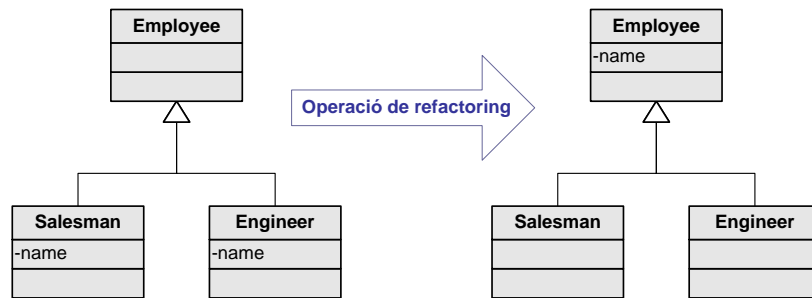 Employee
Employee
-name
Operació de refactoring
Salesman
-name
Engineer
-name
Salesman
Engineer